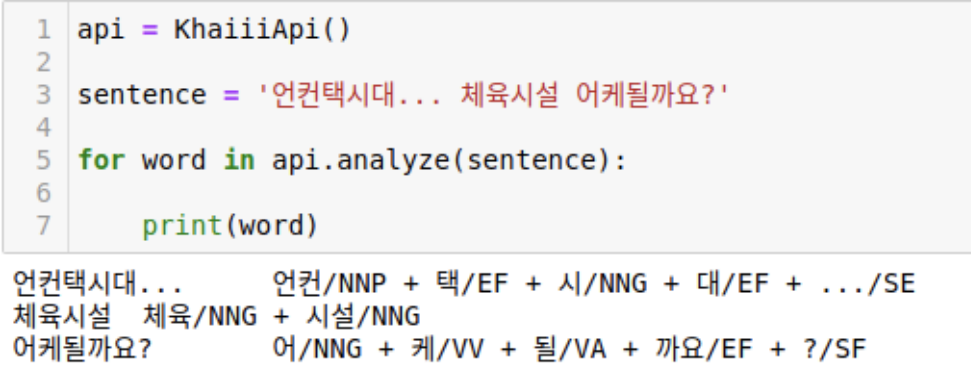 1 api = KhaiiiApi()
2
3 sentence = '언컨택시대... 체육시설 어케될까요?'
4
5 for word in api.analyze(sentence):
6
7     print(word)
언컨택시대...	언컨/NNP + 택/EF + 시/NNG + 대/EF + .../SE
체육시설	체육/NNG + 시설/NNG
어케될까요?	어/NNG + 케/VV + 될/VA + 까요/EF + ?/SF